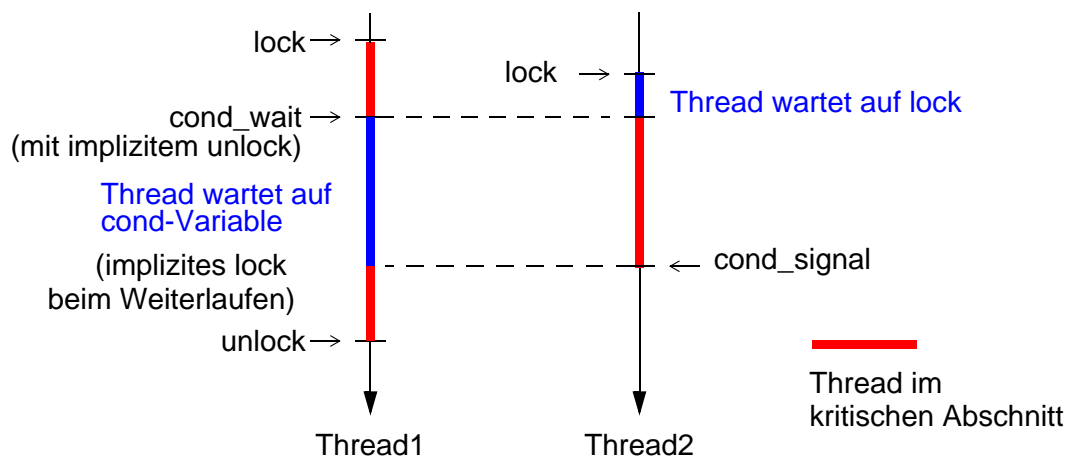 lock
lock
Thread wartet auf lock
cond_wait
(mit implizitem unlock)
Thread wartet auf
cond-Variable
(implizites lock
beim Weiterlaufen)
cond_signal
unlock
Thread im
kritischen Abschnitt
Thread1
Thread2